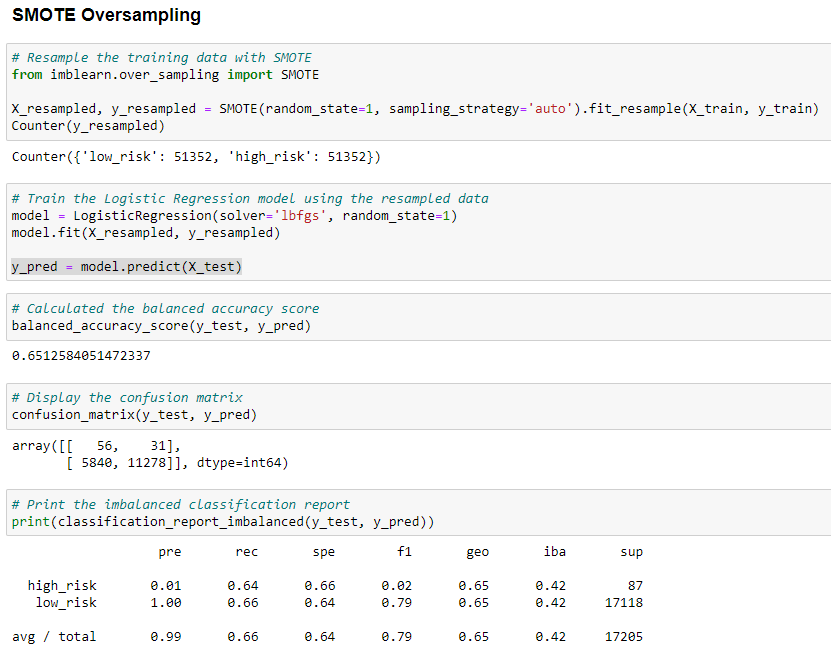 SMOTE Oversampling
# Resample the training data with SMOTE
from imblearn.over_sampling import SMOTE
X_resampled, y_resampled = SMOTE(random_state=1, sampling_strategy='auto').fit_resample(X_train, y_train)
Counter(y_resampled)
Counter({'low_risk': 51352, 'high_risk': 51352})
# Train the Logistic Regression model using the resampled data
model = LogisticRegression(solver='lbfgs', random_state=1)
model.fit(X_resampled, y_resampled)
y_pred = model.predict(X_test)
# Calculated the balanced accuracy score
balanced_accuracy_score(y_test, y_pred)
0.6512584051472337
# Display the confusion matrix
confusion_matrix(y_test, y_pred)
array([[   56,    31],
       [ 5840, 11278]], dtype=int64)
# Print the imbalanced classification report
print(classification_report_imbalanced(y_test, y_pred))
pre rec spe f1 geo iba sup
high_risk 0.01 0.64 0.66 0.02 0.65 0.42 87
low_risk 1.00 0.66 0.64 0.79 0.65 0.42 17118
avg / total 0.99 0.66 0.64 0.79 0.65 0.42 17205